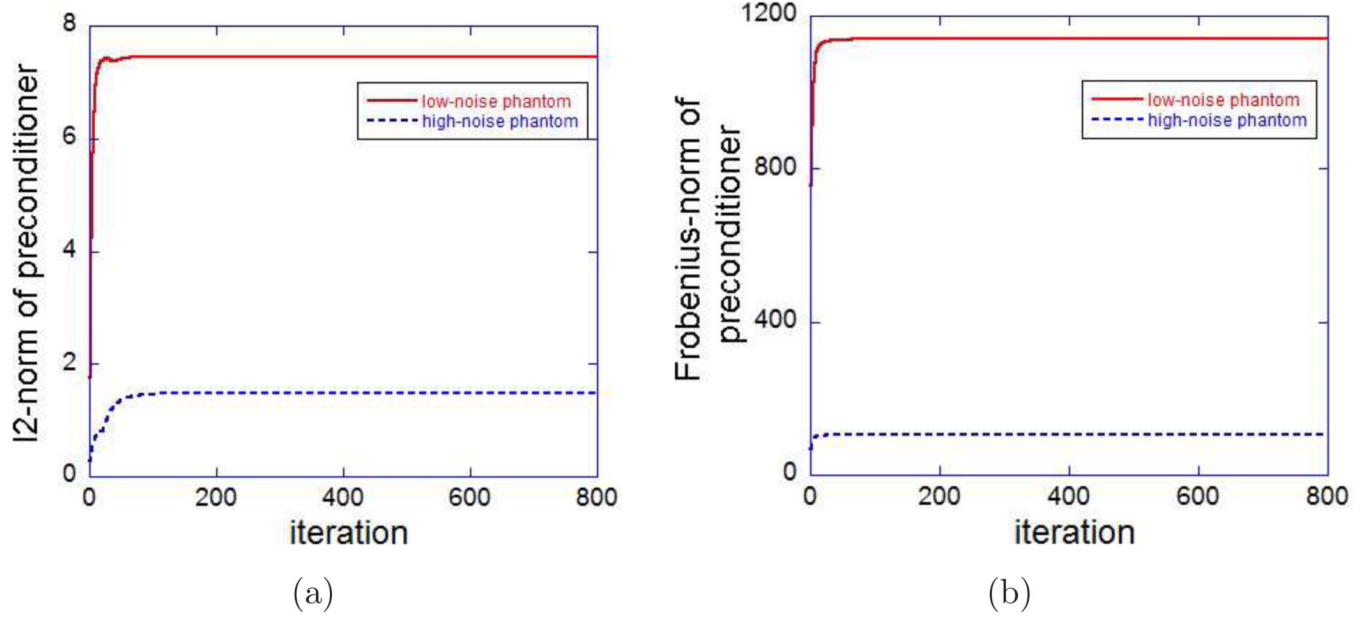 l2-norm of preconditioner
8
6
4
2
0
0 200 400 600 800
iteration
low-noise phantom
high-noise phantom
(a)
Frobenius-norm of
preconditioner
1200
800
400
0
0 200 400 600 800
iteration
low-noise phantom
high-noise phantom
(b)